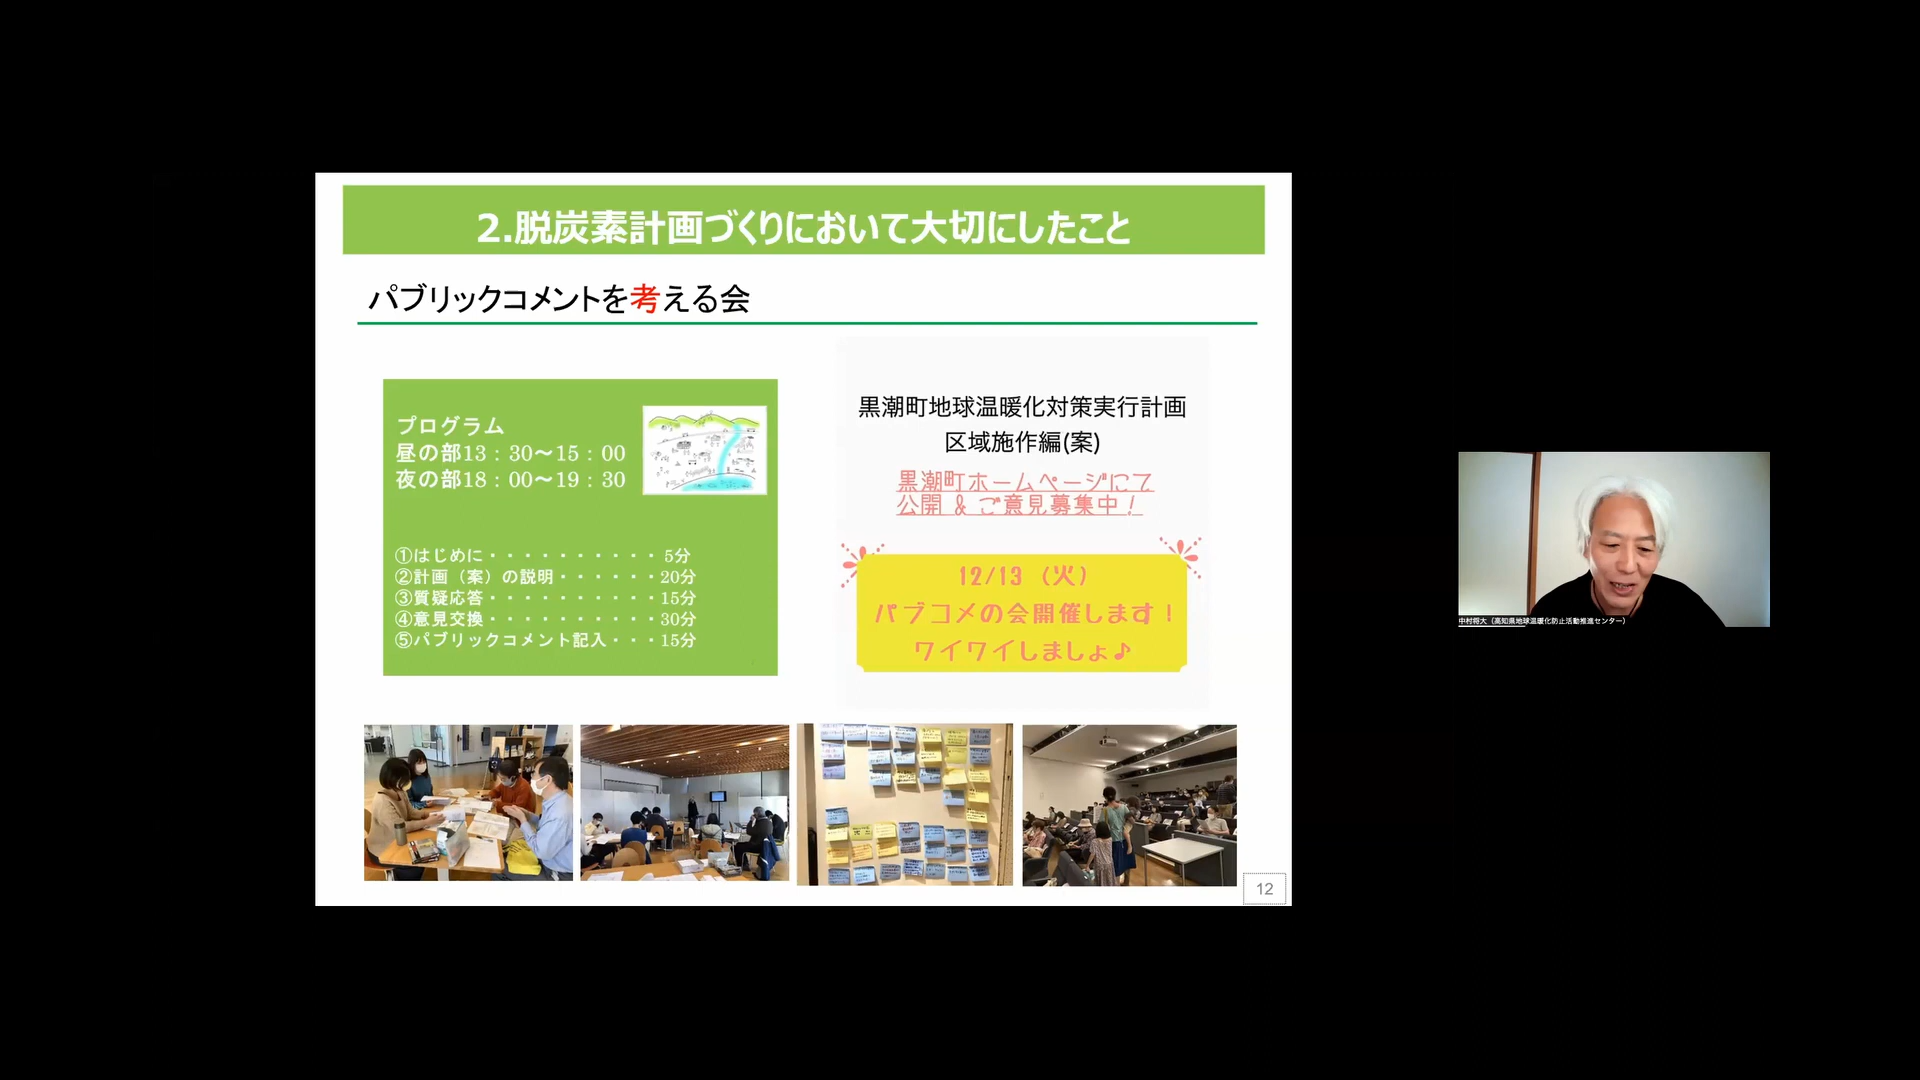 2.脱炭素計画づくりにおいて大切にしたこと
パブリックコメントを考える会
プログラム
昼の部13：30～15：00
夜の部18：00～19：30
①はじめに・・・・・・・・・・5分
②計画（案）の説明・・・・・・20分
③質疑応答・・・・・・・・・・15分
④意見交換・・・・・・・・・・30分
⑤パブリックコメント記入・・・15分
黒潮町地球温暖化対策実行計画
区域施作編(案)
黒潮町ホームページにて
公開 & ご意見募集中！
12/13（火）
パブコメの会開催します！
ワイワイしましょ♪
12
中村将大（高知県地球温暖化防止活動推進センター）